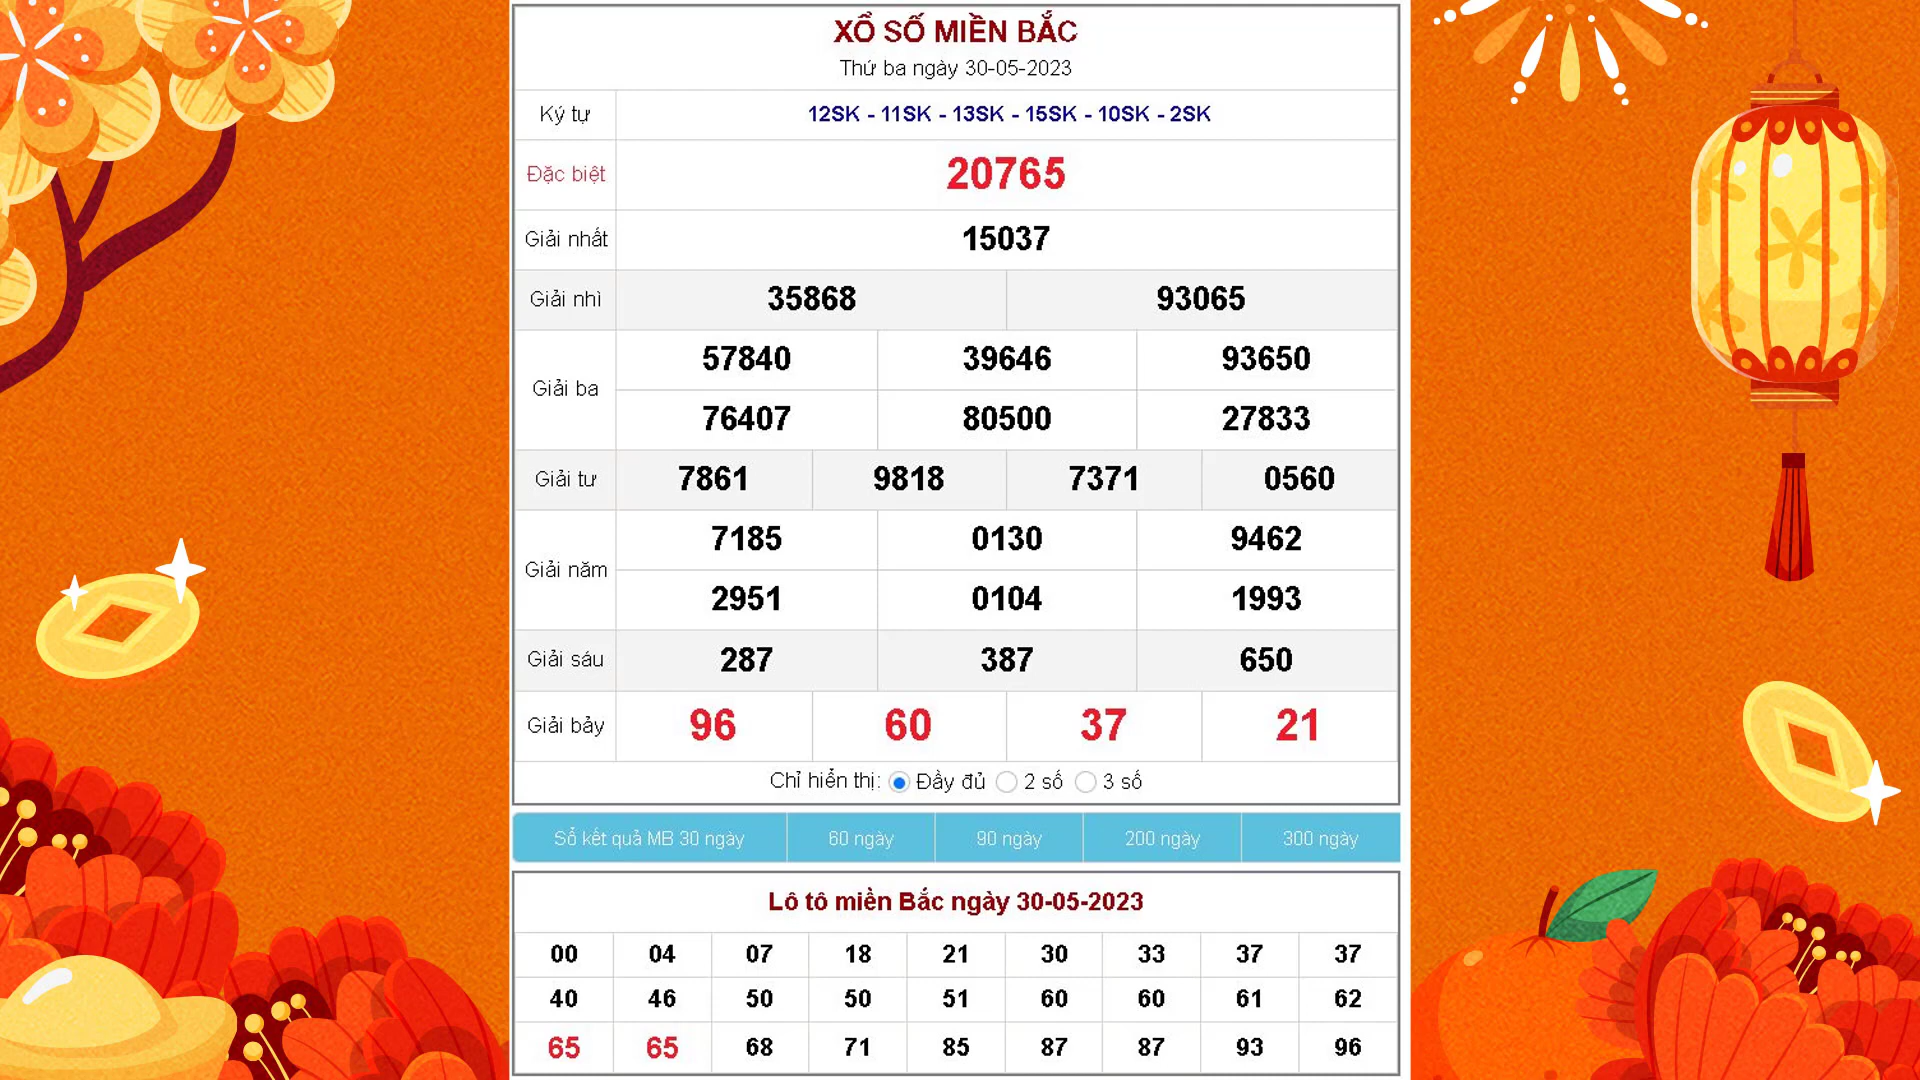 XỔ SỐ MIỀN BẮC
Thứ ba ngày 30-05-2023
Ký tự 12SK - 11SK - 13SK - 15SK - 10SK - 2SK
Đặc biệt 20765
Giải nhất 15037
Giải nhì 35868 93065
Giải ba 57840 39646 93650
76407 80500 27833
Giải tư 7861 9818 7371 0560
Giải năm 7185 0130 9462
2951 0104 1993
Giải sáu 287 387 650
Giải bảy 96 60 37 21
Chỉ hiển thị: Đầy đủ 2 số 3 số
Sổ kết quả MB 30 ngày 60 ngày 90 ngày 200 ngày 300 ngày
Lô tô miền Bắc ngày 30-05-2023
00 04 07 18 21 30 33 37 37
40 46 50 50 51 60 60 61 62
65 65 68 71 85 87 87 93 96